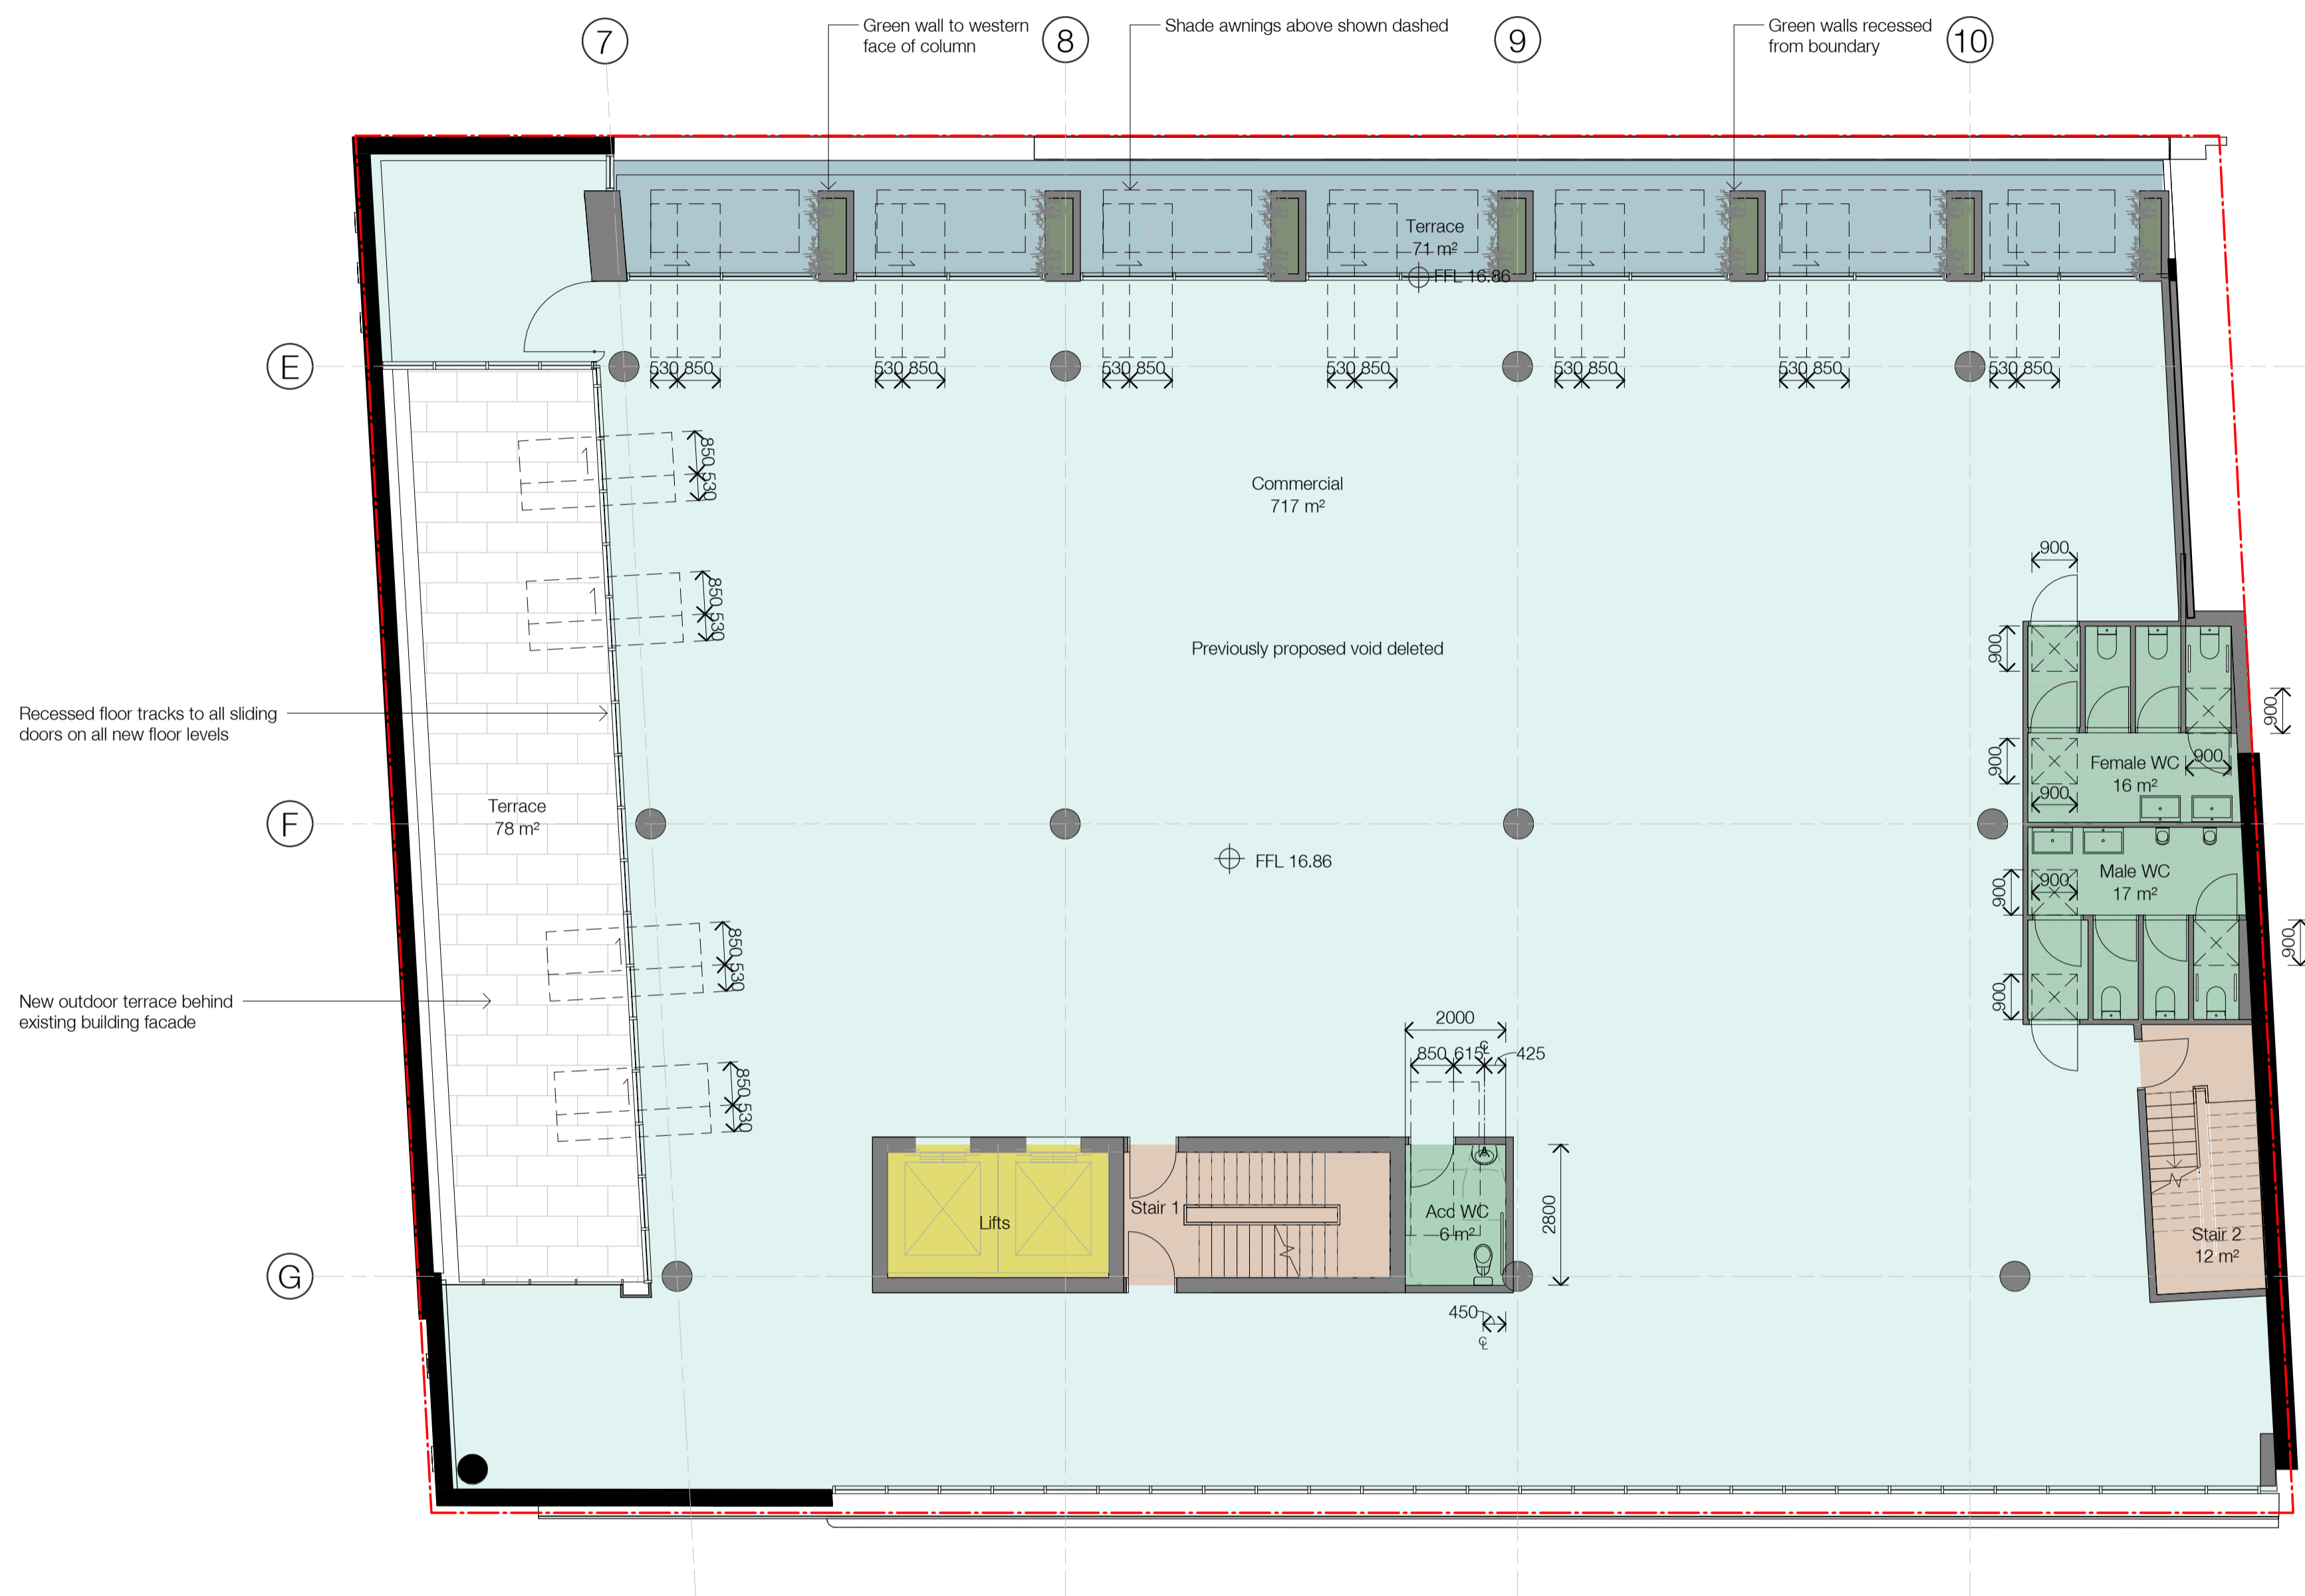 7
Green wall to western
face of column
8
Shade awnings above shown dashed
9
Green walls recessed
from boundary
10
Terrace
71 m²
FFL 16.86
E
530 850
530 850
530 850
530 850
530 850
530 850
530 850
850 530
Commercial
717 m²
900
850 530
Previously proposed void deleted
900
900
Recessed floor tracks to all sliding
doors on all new floor levels
900
Female WC
16 m²
900
900
Terrace
78 m²
F
FFL 16.86
Male WC
17 m²
900
900
900
850 530
New outdoor terrace behind
existing building facade
900
2000
850 615 ℄ 425
850 530
Lifts
Stair 1
Acc WC
6 m²
2800
Stair 2
12 m²
G
450
℄